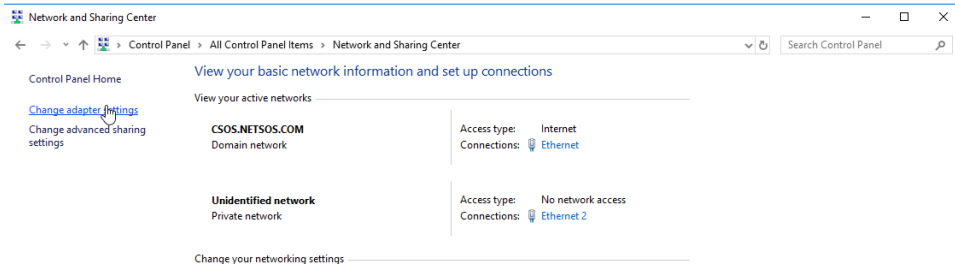 Network and Sharing Center
Control Panel > All Control Panel Items > Network and Sharing Center
Search Control Panel
Control Panel Home
Change adapter settings
Change advanced sharing
settings
View your basic network information and set up connections
View your active networks
CSOS.NETSOS.COM
Domain network
Access type: Internet
Connections: Ethernet
Unidentified network
Private network
Access type: No network access
Connections: Ethernet 2
Change your networking settings